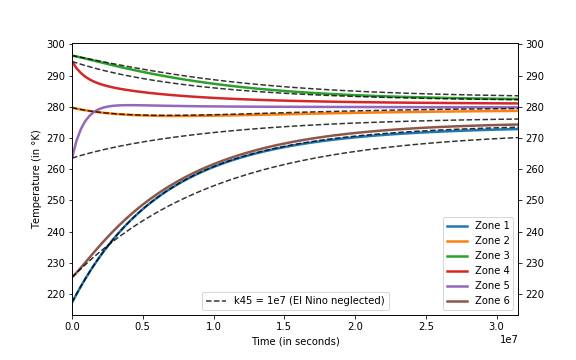 300
290
280
270
260
250
240
230
220
Temperature (in °K)
300
290
280
270
260
250
240
230
220
Zone 1
Zone 2
Zone 3
Zone 4
Zone 5
Zone 6
k45 = 1e7 (El Nino neglected)
0.0 0.5 1.0 1.5 2.0 2.5 3.0
1e7
Time (in seconds)